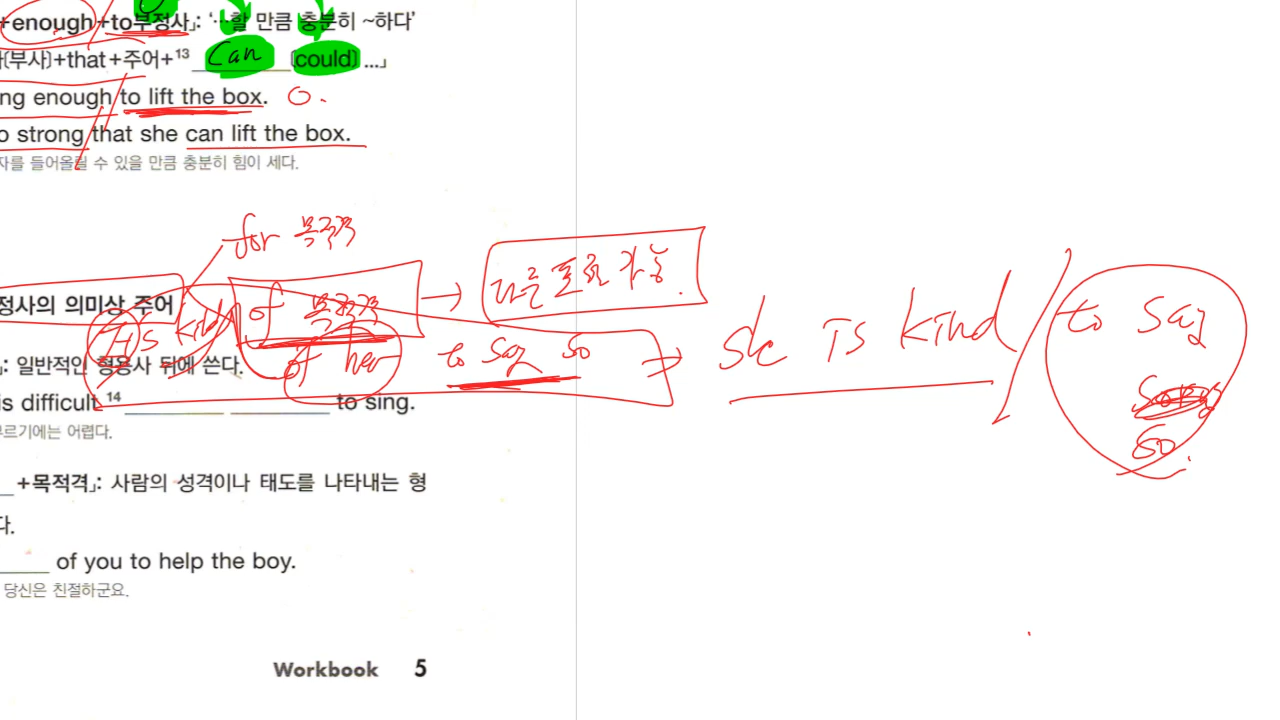 +enough+to부정사」: '…할 만큼 충분히 ~하다'
(부사)+that+주어+13 Can (could) …」
ng enough to lift the box. O.
o strong that she can lift the box.
자를 들어올릴 수 있을 만큼 충분히 힘이 세다.
for 목적격
정사의 의미상 주어 of 목적격 → 다른 표현 가능.
It's kind of her to say so → She is kind / to say
so.
」: 일반적인 형용사 뒤에 쓴다.
is difficult 14 to sing.
부르기에는 어렵다.
+목적격」: 사람의 성격이나 태도를 나타내는 형
다.
of you to help the boy.
당신은 친절하군요.
Workbook 5